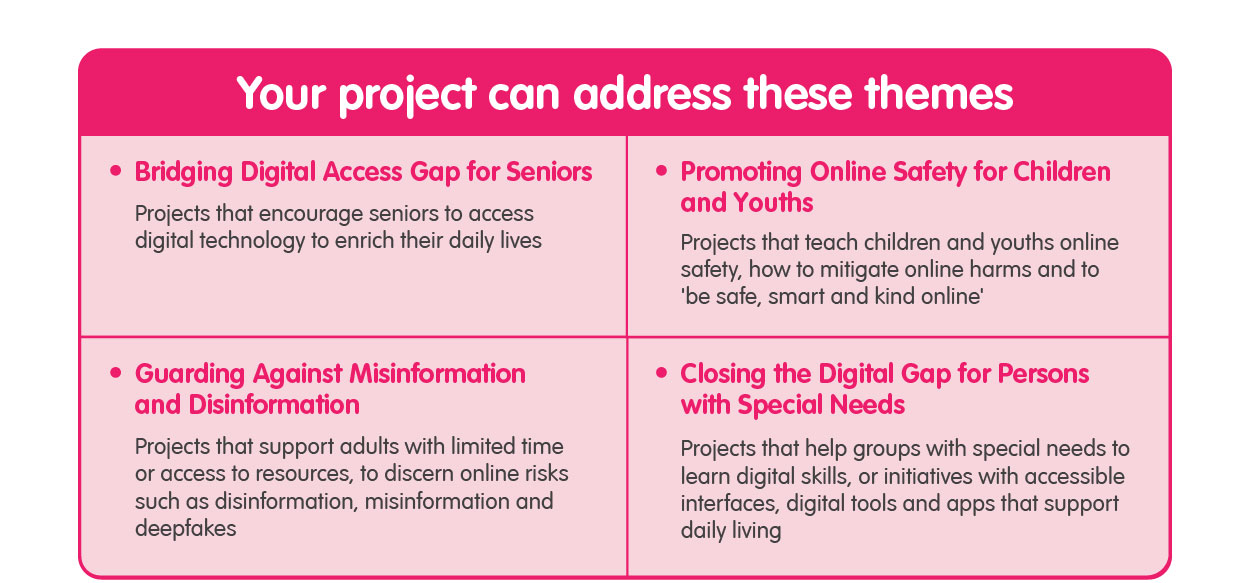 Your project can address these themes
• Bridging Digital Access Gap for Seniors
Projects that encourage seniors to access
digital technology to enrich their daily lives
• Promoting Online Safety for Children
and Youths
Projects that teach children and youths online
safety, how to mitigate online harms and to
'be safe, smart and kind online'
• Guarding Against Misinformation
and Disinformation
Projects that support adults with limited time
or access to resources, to discern online risks
such as disinformation, misinformation and
deepfakes
• Closing the Digital Gap for Persons
with Special Needs
Projects that help groups with special needs to
learn digital skills, or initiatives with accessible
interfaces, digital tools and apps that support
daily living